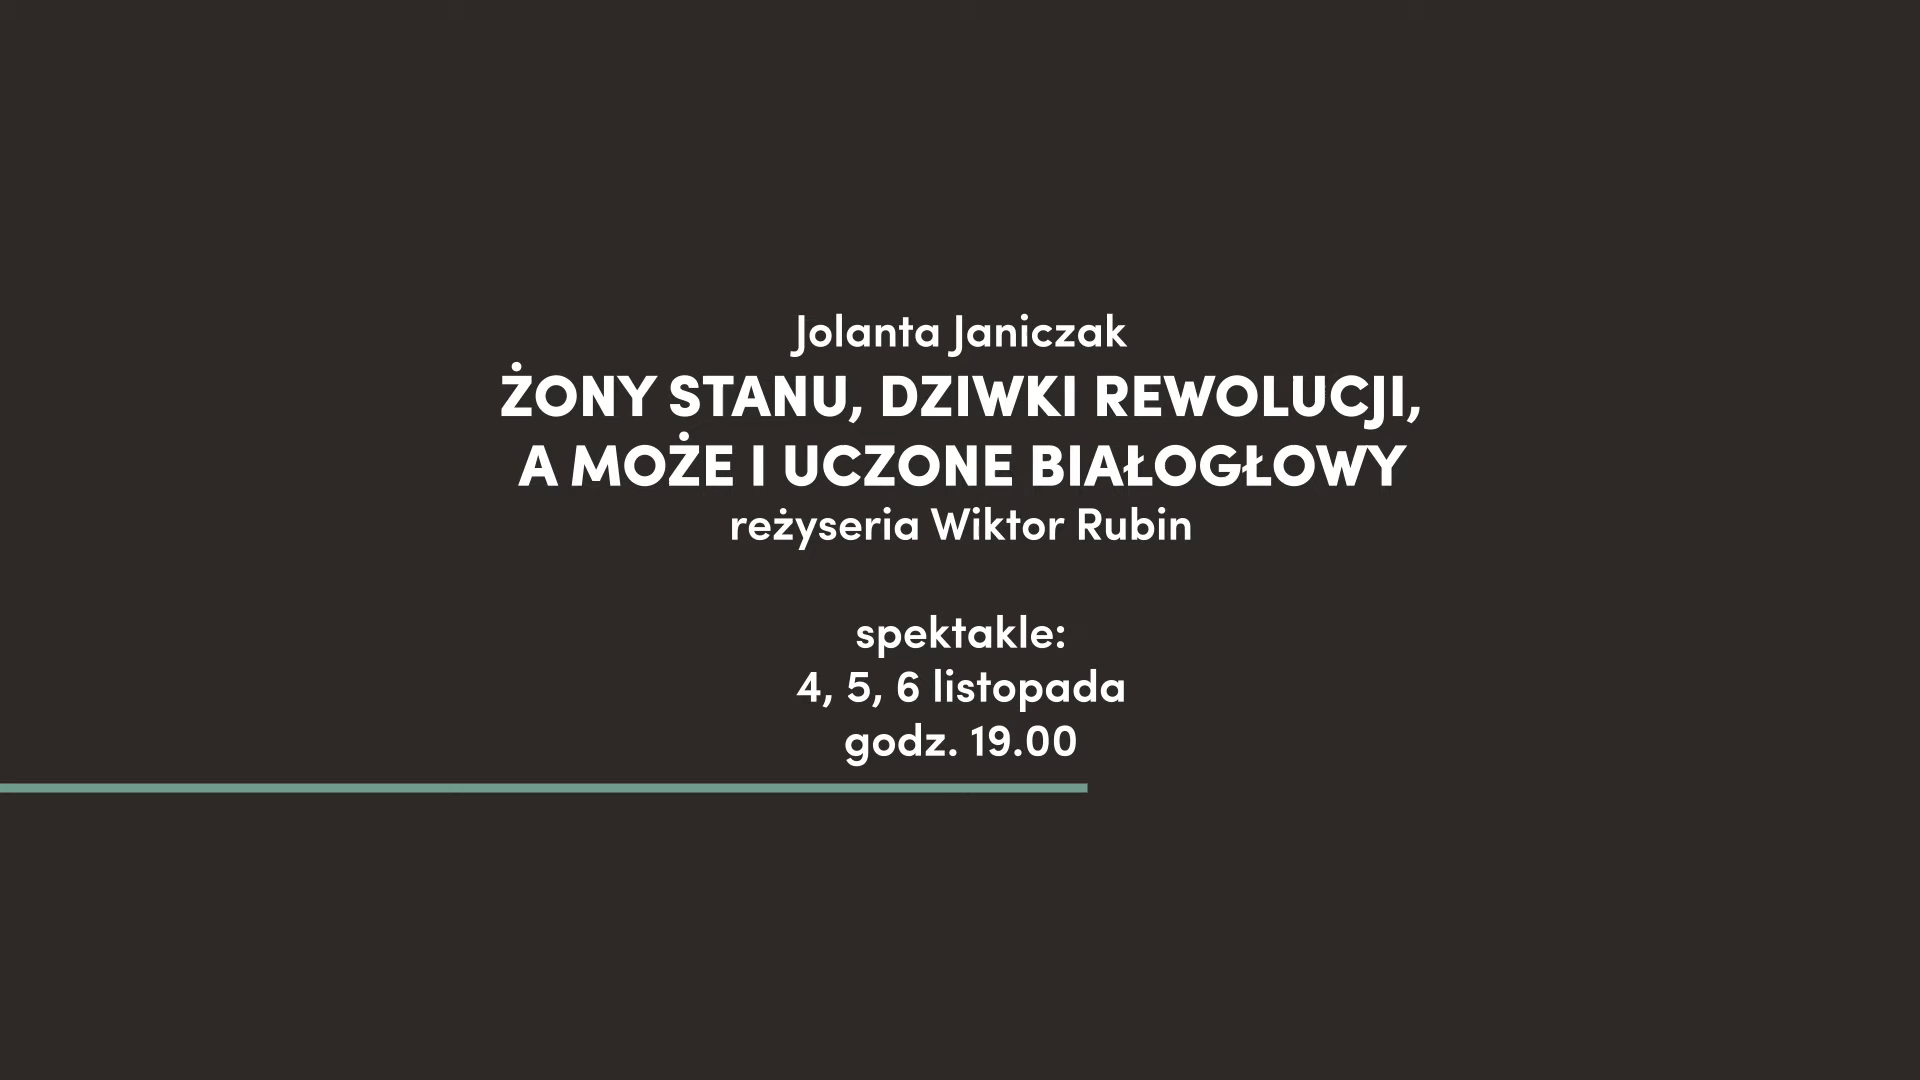 Jolanta Janiczak
ŻONY STANU, DZIWKI REWOLUCJI,
A MOŻE I UCZONE BIAŁOGŁOWY
reżyseria Wiktor Rubin
spektakle:
4, 5, 6 listopada
godz. 19.00